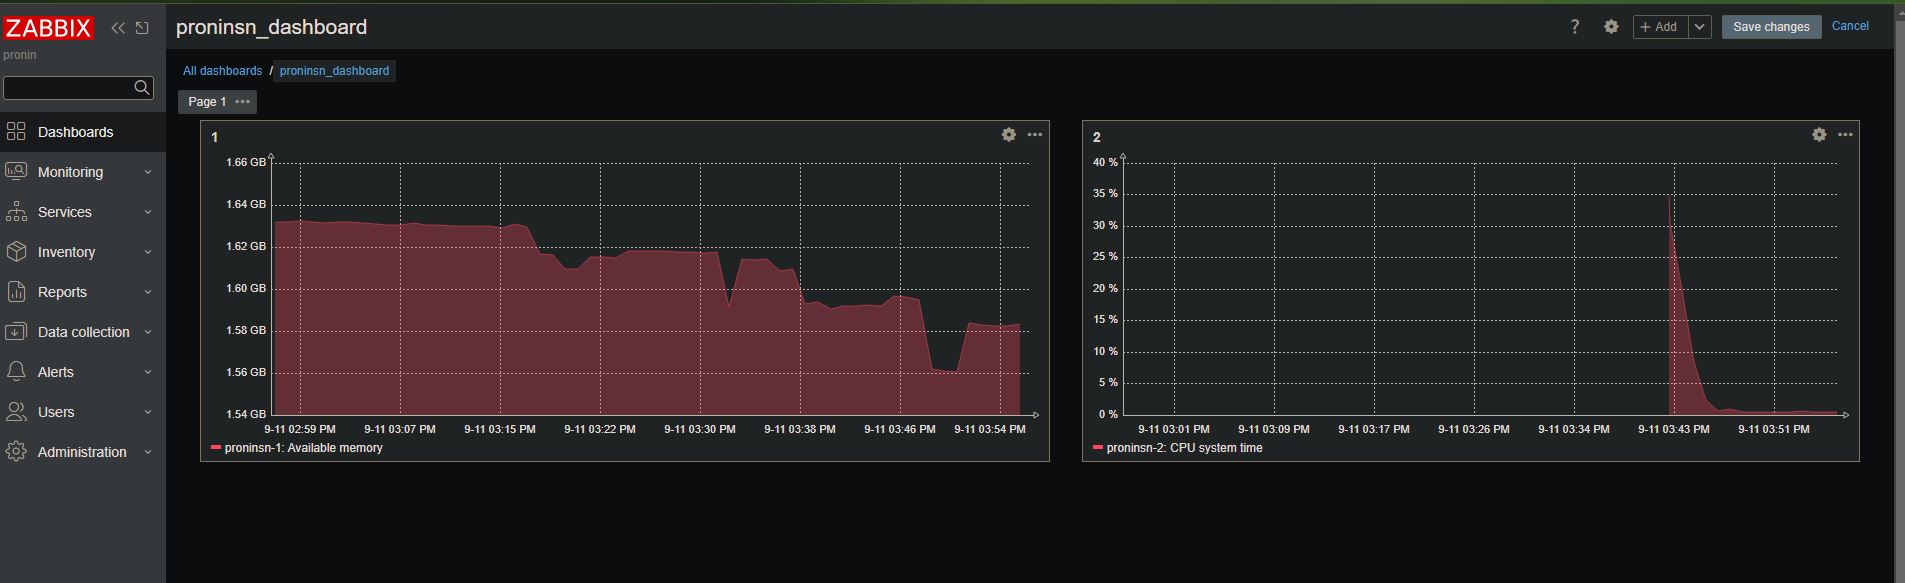 ZABBIX
pronin
Dashboards
Monitoring
Services
Inventory
Reports
Data collection
Alerts
Users
Administration
proninsn_dashboard
? + Add Save changes Cancel
All dashboards / proninsn_dashboard
Page 1 •••
1
1.66 GB
1.64 GB
1.62 GB
1.60 GB
1.58 GB
1.56 GB
1.54 GB
9-11 02:59 PM 9-11 03:07 PM 9-11 03:15 PM 9-11 03:22 PM 9-11 03:30 PM 9-11 03:38 PM 9-11 03:46 PM 9-11 03:54 PM
proninsn-1: Available memory
2
40 %
35 %
30 %
25 %
20 %
15 %
10 %
5 %
0 %
9-11 03:01 PM 9-11 03:09 PM 9-11 03:17 PM 9-11 03:26 PM 9-11 03:34 PM 9-11 03:43 PM 9-11 03:51 PM
proninsn-2: CPU system time